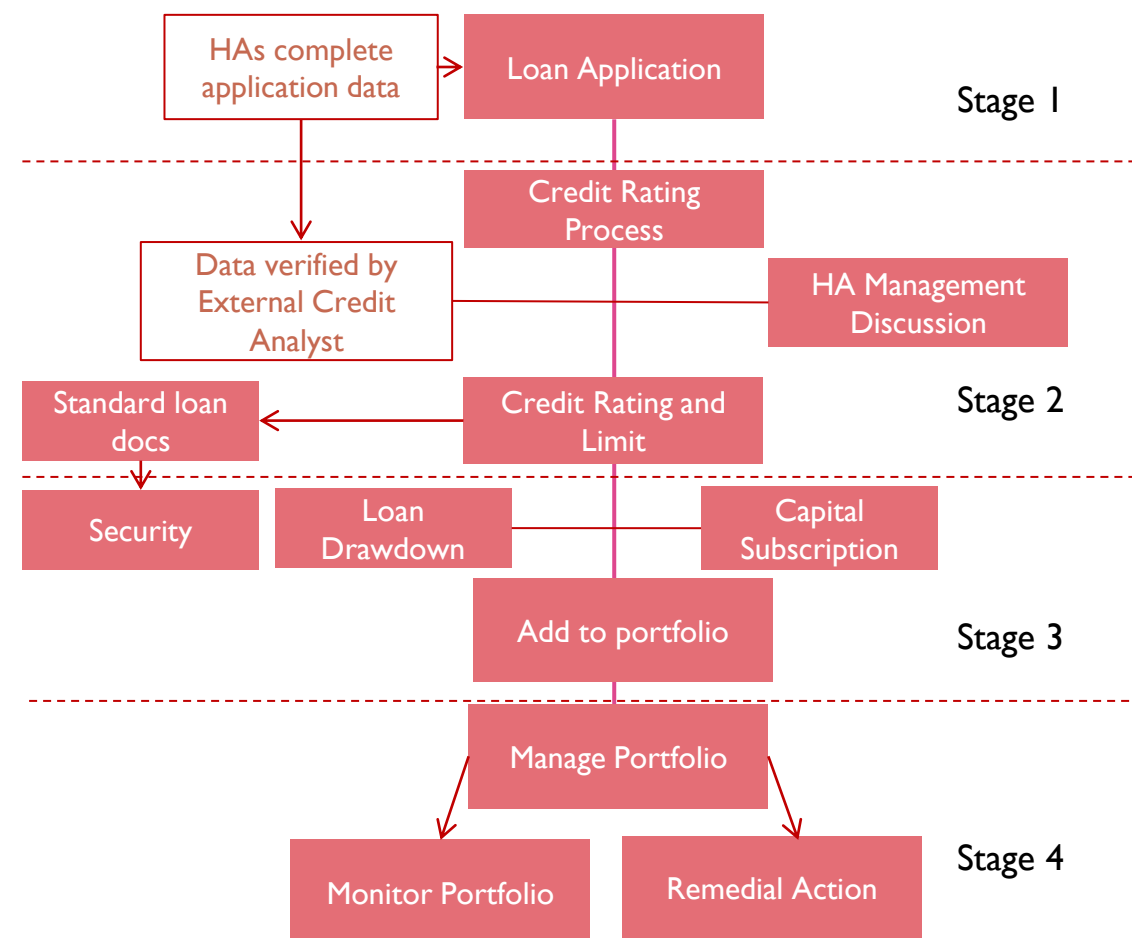 HAs complete
application data
Loan Application
Stage 1
Credit Rating
Process
Data verified by
External Credit
Analyst
HA Management
Discussion
Standard loan
docs
Credit Rating and
Limit
Stage 2
Security
Loan
Drawdown
Capital
Subscription
Add to portfolio
Stage 3
Manage Portfolio
Monitor Portfolio
Remedial Action
Stage 4